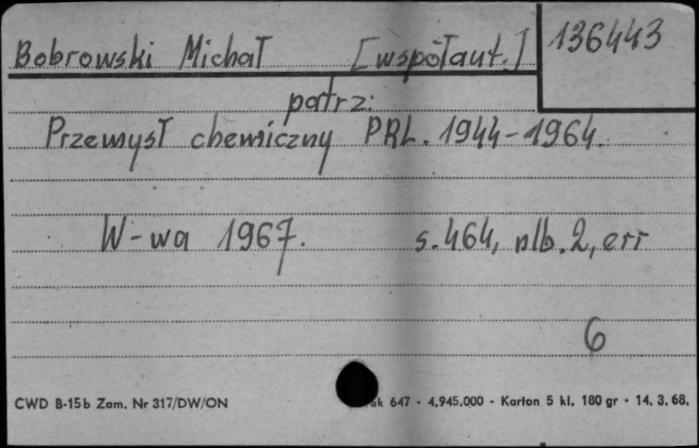 Bobrowski Michał [współaut.] 136443
patrz:
Przemysł chemiczny PRL. 1944-1964.
W-wa 1967. s. 464, nlb. 2, err
6
CWD B-15b Zam. Nr 317/DW/ON 647 - 4.945.000 - Karton 5 kl. 180 gr - 14. 3. 68.